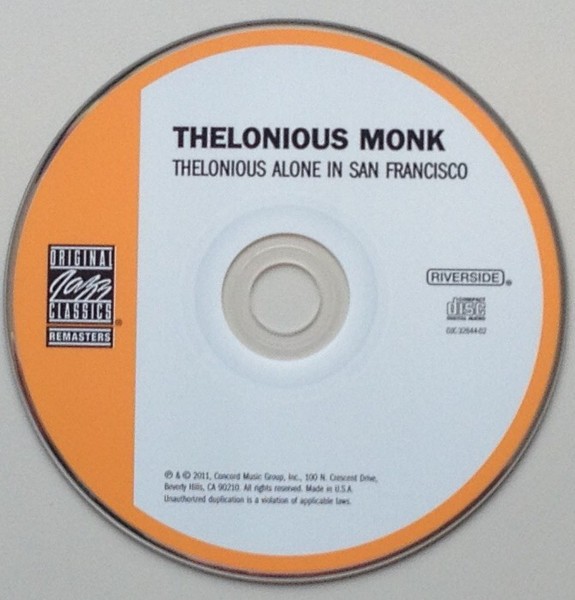 THELONIOUS MONK
THELONIOUS ALONE IN SAN FRANCISCO
ORIGINAL
Jazz
CLASSICS
REMASTERS
RIVERSIDE
COMPACT
disc
DIGITAL AUDIO
OJC-32644-02
℗ & © 2011, Concord Music Group, Inc., 100 N. Crescent Drive,
Beverly Hills, CA 90210. All rights reserved. Made in U.S.A.
Unauthorized duplication is a violation of applicable laws.